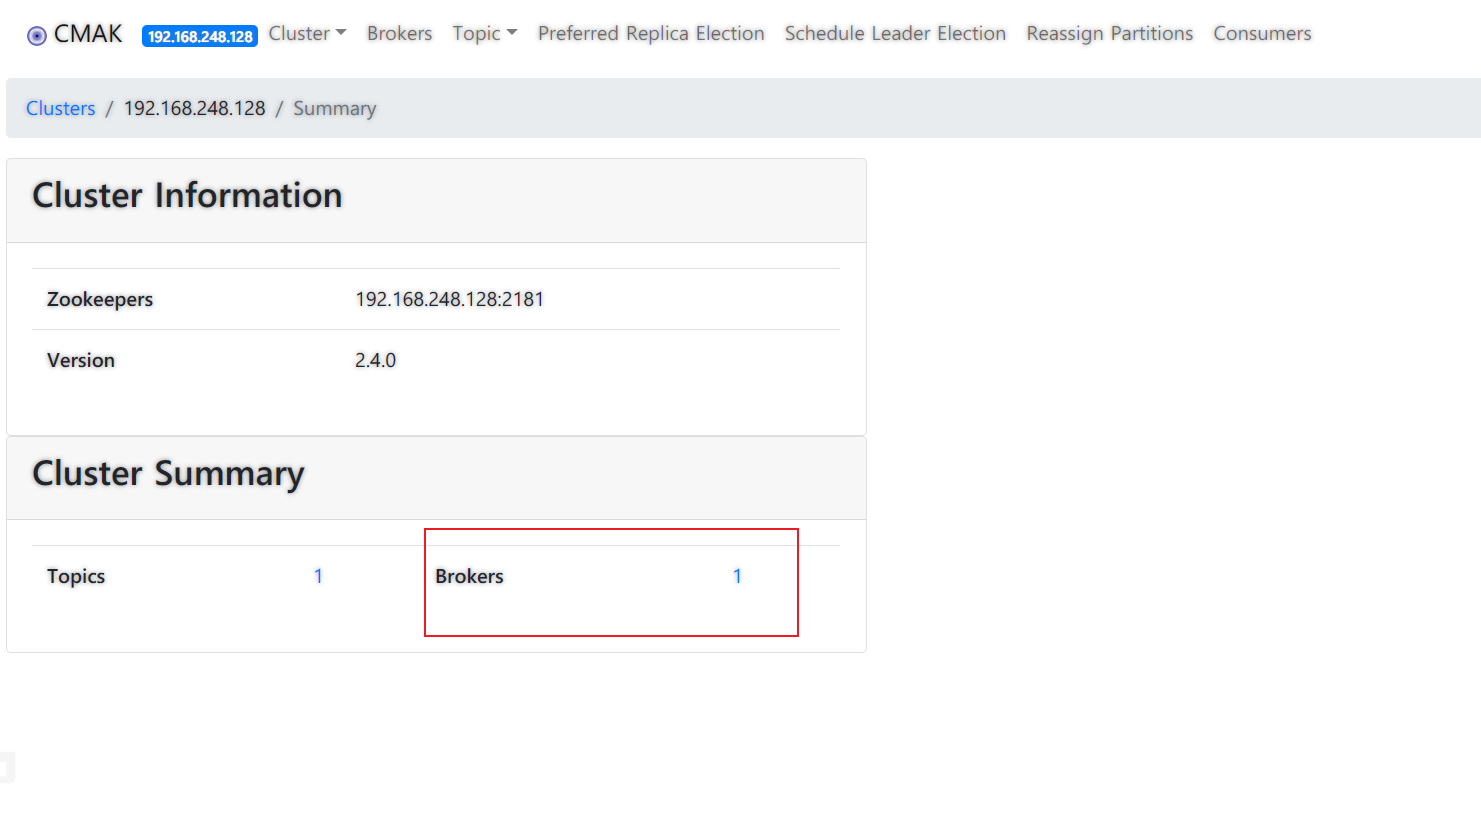 CMAK 192.168.248.128 Cluster Brokers Topic Preferred Replica Election Schedule Leader Election Reassign Partitions Consumers
Clusters / 192.168.248.128 / Summary
Cluster Information
Zookeepers 192.168.248.128:2181
Version 2.4.0
Cluster Summary
Topics 1 Brokers 1